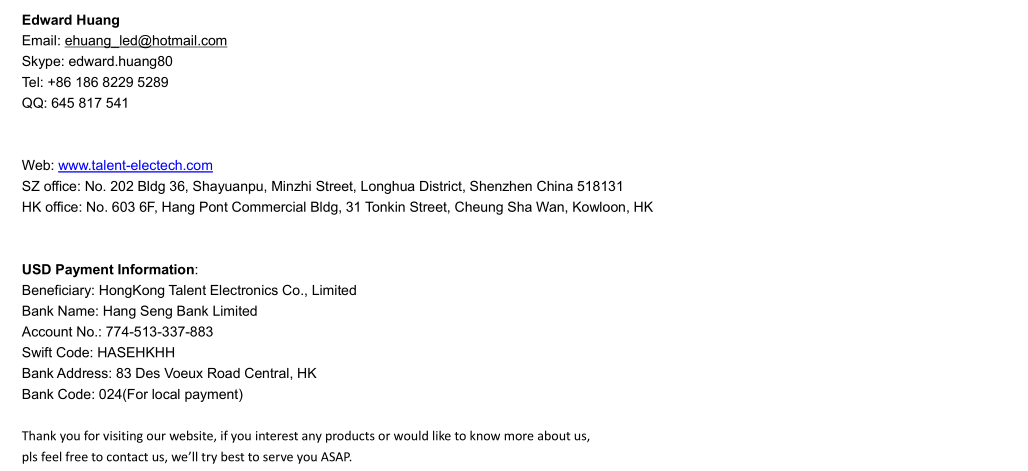 Edward Huang
Email: ehuang_led@hotmail.com
Skype: edward.huang80
Tel: +86 186 8229 5289
QQ: 645 817 541
Web: www.talent-electech.com
SZ office: No. 202 Bldg 36, Shayuanpu, Minzhi Street, Longhua District, Shenzhen China 518131
HK office: No. 603 6F, Hang Pont Commercial Bldg, 31 Tonkin Street, Cheung Sha Wan, Kowloon, HK
USD Payment Information:
Beneficiary: HongKong Talent Electronics Co., Limited
Bank Name: Hang Seng Bank Limited
Account No.: 774-513-337-883
Swift Code: HASEHKHH
Bank Address: 83 Des Voeux Road Central, HK
Bank Code: 024(For local payment)
Thank you for visiting our website, if you interest any products or would like to know more about us,
pls feel free to contact us, we’ll try best to serve you ASAP.